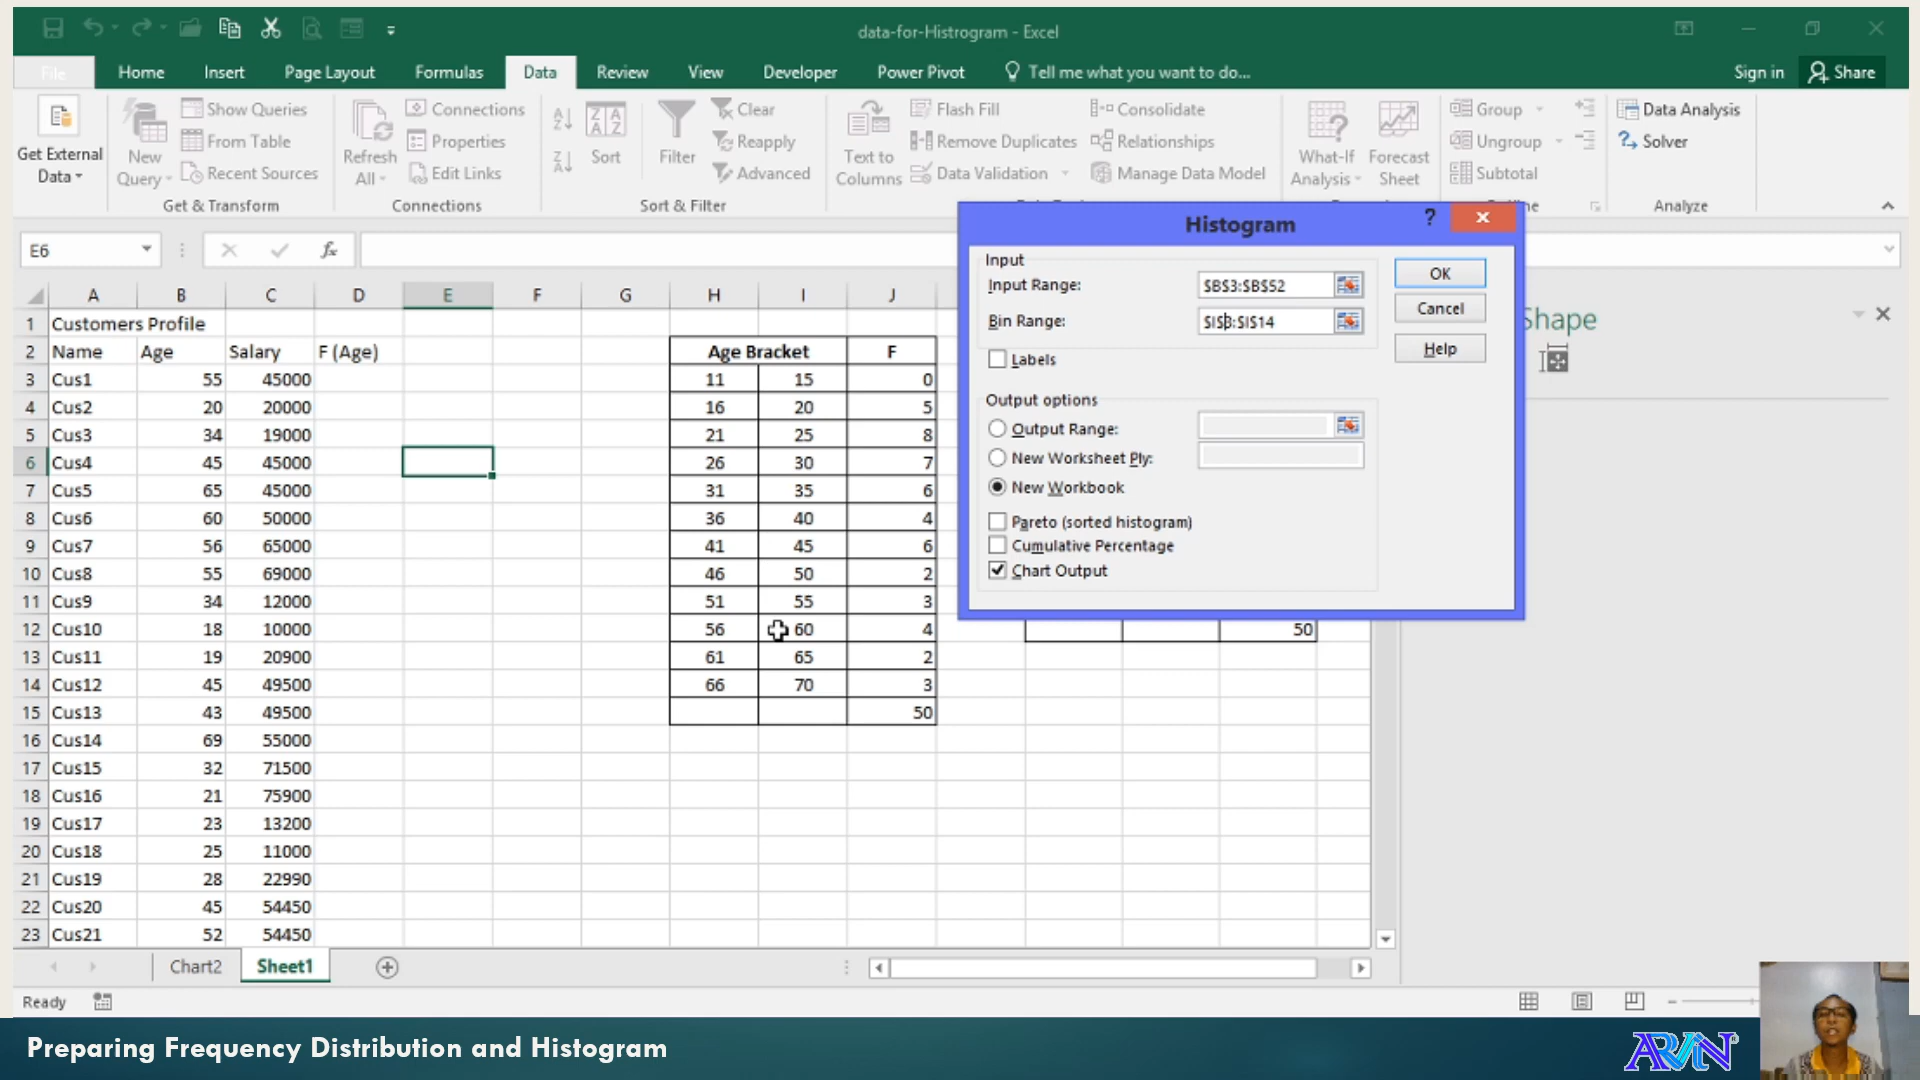 data-for-Histrogram - Excel
File Home Insert Page Layout Formulas Data Review View Developer Power Pivot Tell me what you want to do... Sign in Share
Get External Data
New Query
Show Queries
From Table
Recent Sources
Get & Transform
Refresh All
Connections
Properties
Edit Links
Connections
Sort
Filter
Clear
Reapply
Advanced
Sort & Filter
Text to Columns
Flash Fill
Remove Duplicates
Data Validation
Consolidate
Relationships
Manage Data Model
What-If Analysis
Forecast Sheet
Group
Ungroup
Subtotal
Data Analysis
Solver
Analyze
E6
fx
A B C D E F G H I J
1 Customers Profile
2 Name Age Salary F (Age) Age Bracket F
3 Cus1 55 45000 11 15 0
4 Cus2 20 20000 16 20 5
5 Cus3 34 19000 21 25 8
6 Cus4 45 45000 26 30 7
7 Cus5 65 45000 31 35 6
8 Cus6 60 50000 36 40 4
9 Cus7 56 65000 41 45 6
10 Cus8 55 69000 46 50 2
11 Cus9 34 12000 51 55 3
12 Cus10 18 10000 56 60 4 50
13 Cus11 19 20900 61 65 2
14 Cus12 45 49500 66 70 3
15 Cus13 43 49500 50
16 Cus14 69 55000
17 Cus15 32 71500
18 Cus16 21 75900
19 Cus17 23 13200
20 Cus18 25 11000
21 Cus19 28 22990
22 Cus20 45 54450
23 Cus21 52 54450
Histogram
?
Input
Input Range: $B$3:$B$52
Bin Range: $I$3:$I$14
Labels
Output options
Output Range:
New Worksheet Ply:
New Workbook
Pareto (sorted histogram)
Cumulative Percentage
Chart Output
OK
Cancel
Help
Shape
Chart2 Sheet1
Ready
Preparing Frequency Distribution and Histogram
ARVIN